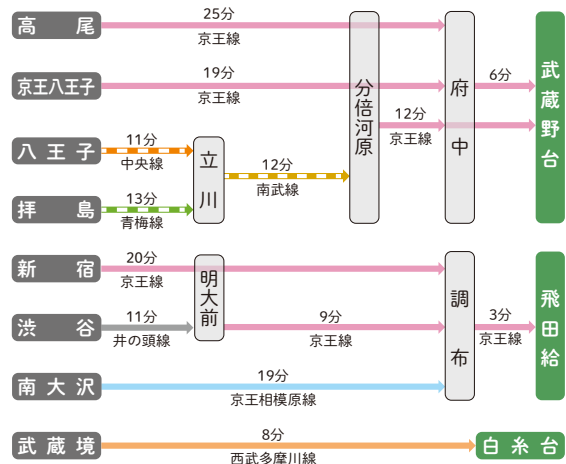 高尾
25分
京王線
京王八王子
19分
京王線
八王子
11分
中央線
拝島
13分
青梅線
立川
12分
南武線
分倍河原
12分
京王線
府中
6分
武蔵野台
新宿
20分
京王線
渋谷
11分
井の頭線
明大前
9分
京王線
南大沢
19分
京王相模原線
調布
3分
京王線
飛田給
武蔵境
8分
西武多摩川線
白糸台